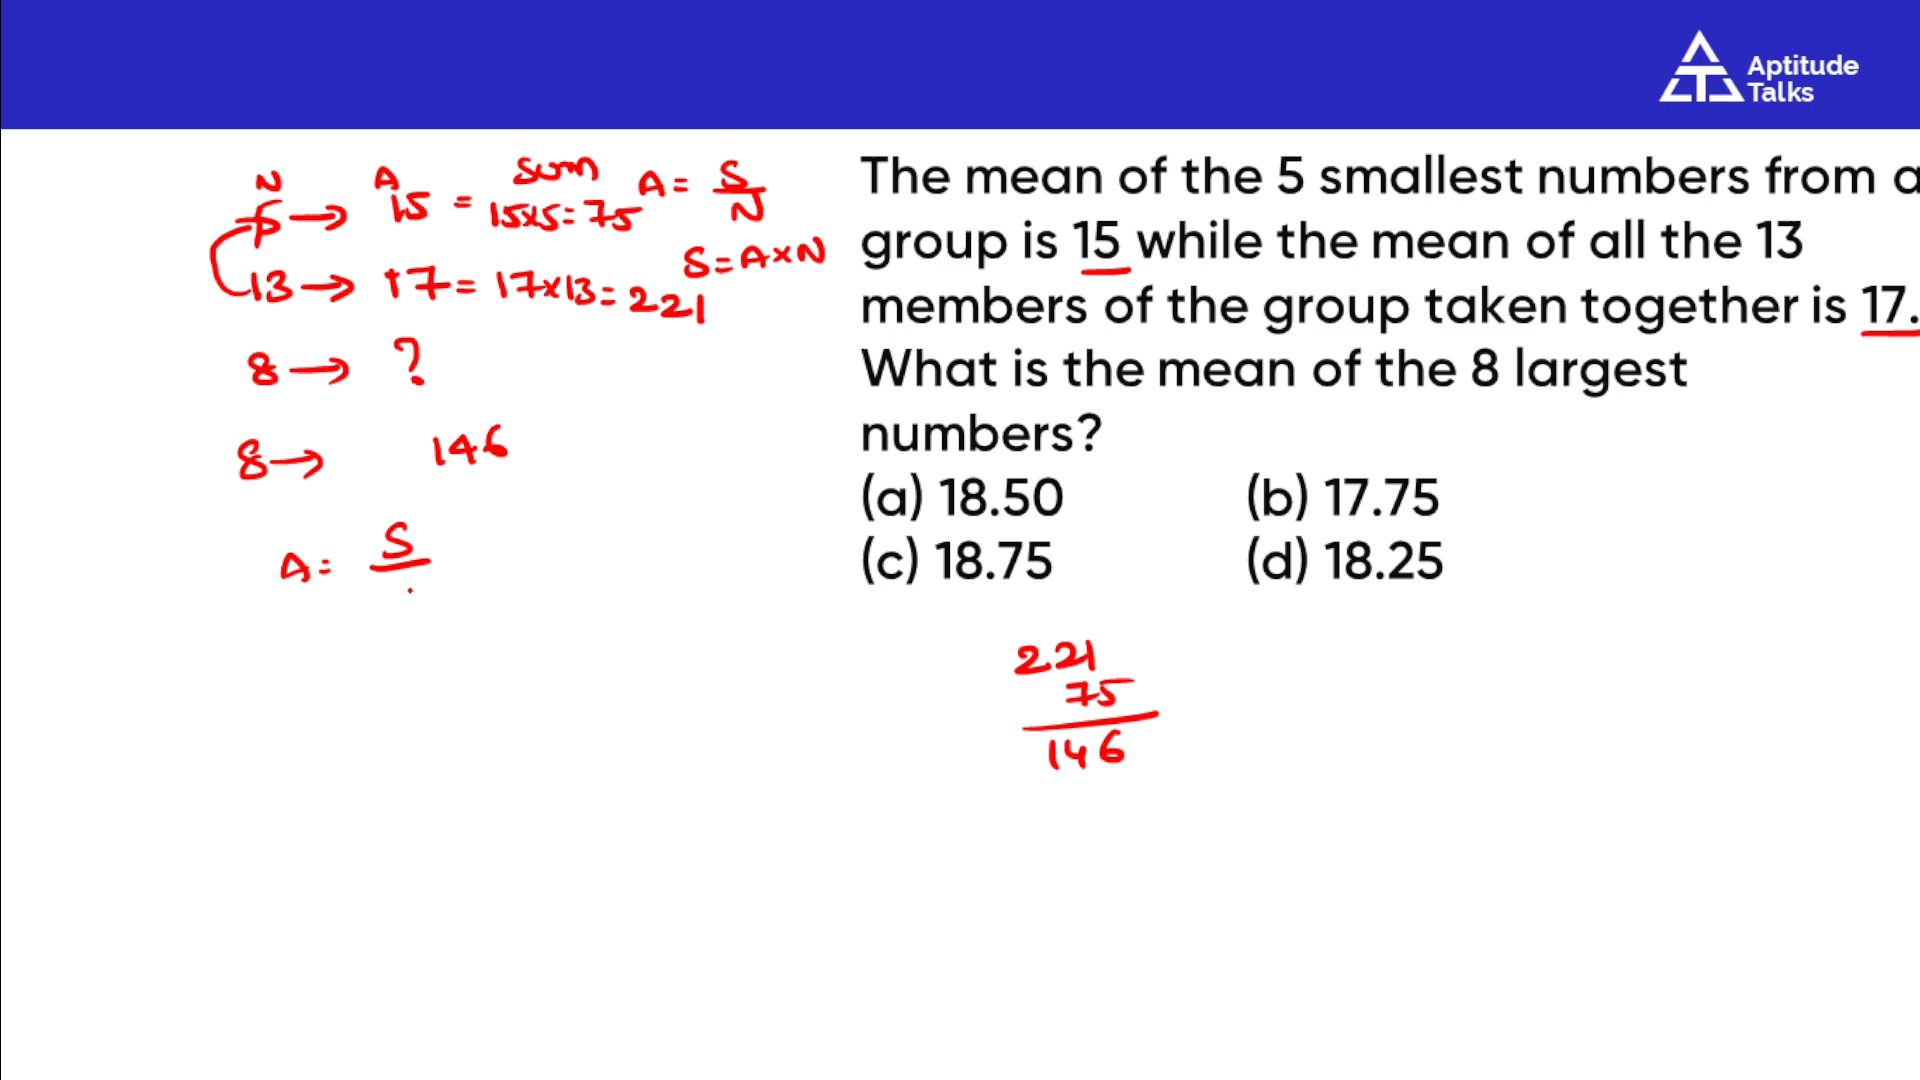 Aptitude
Talks
N A Sum A = S/N
5 → 15 = 15x5 = 75
S = A x N
13 → 17 = 17x13 = 221
8 → ?
8 → 146
A = S
The mean of the 5 smallest numbers from a
group is 15 while the mean of all the 13
members of the group taken together is 17.
What is the mean of the 8 largest
numbers?
(a) 18.50 (b) 17.75
(c) 18.75 (d) 18.25
221
75
146